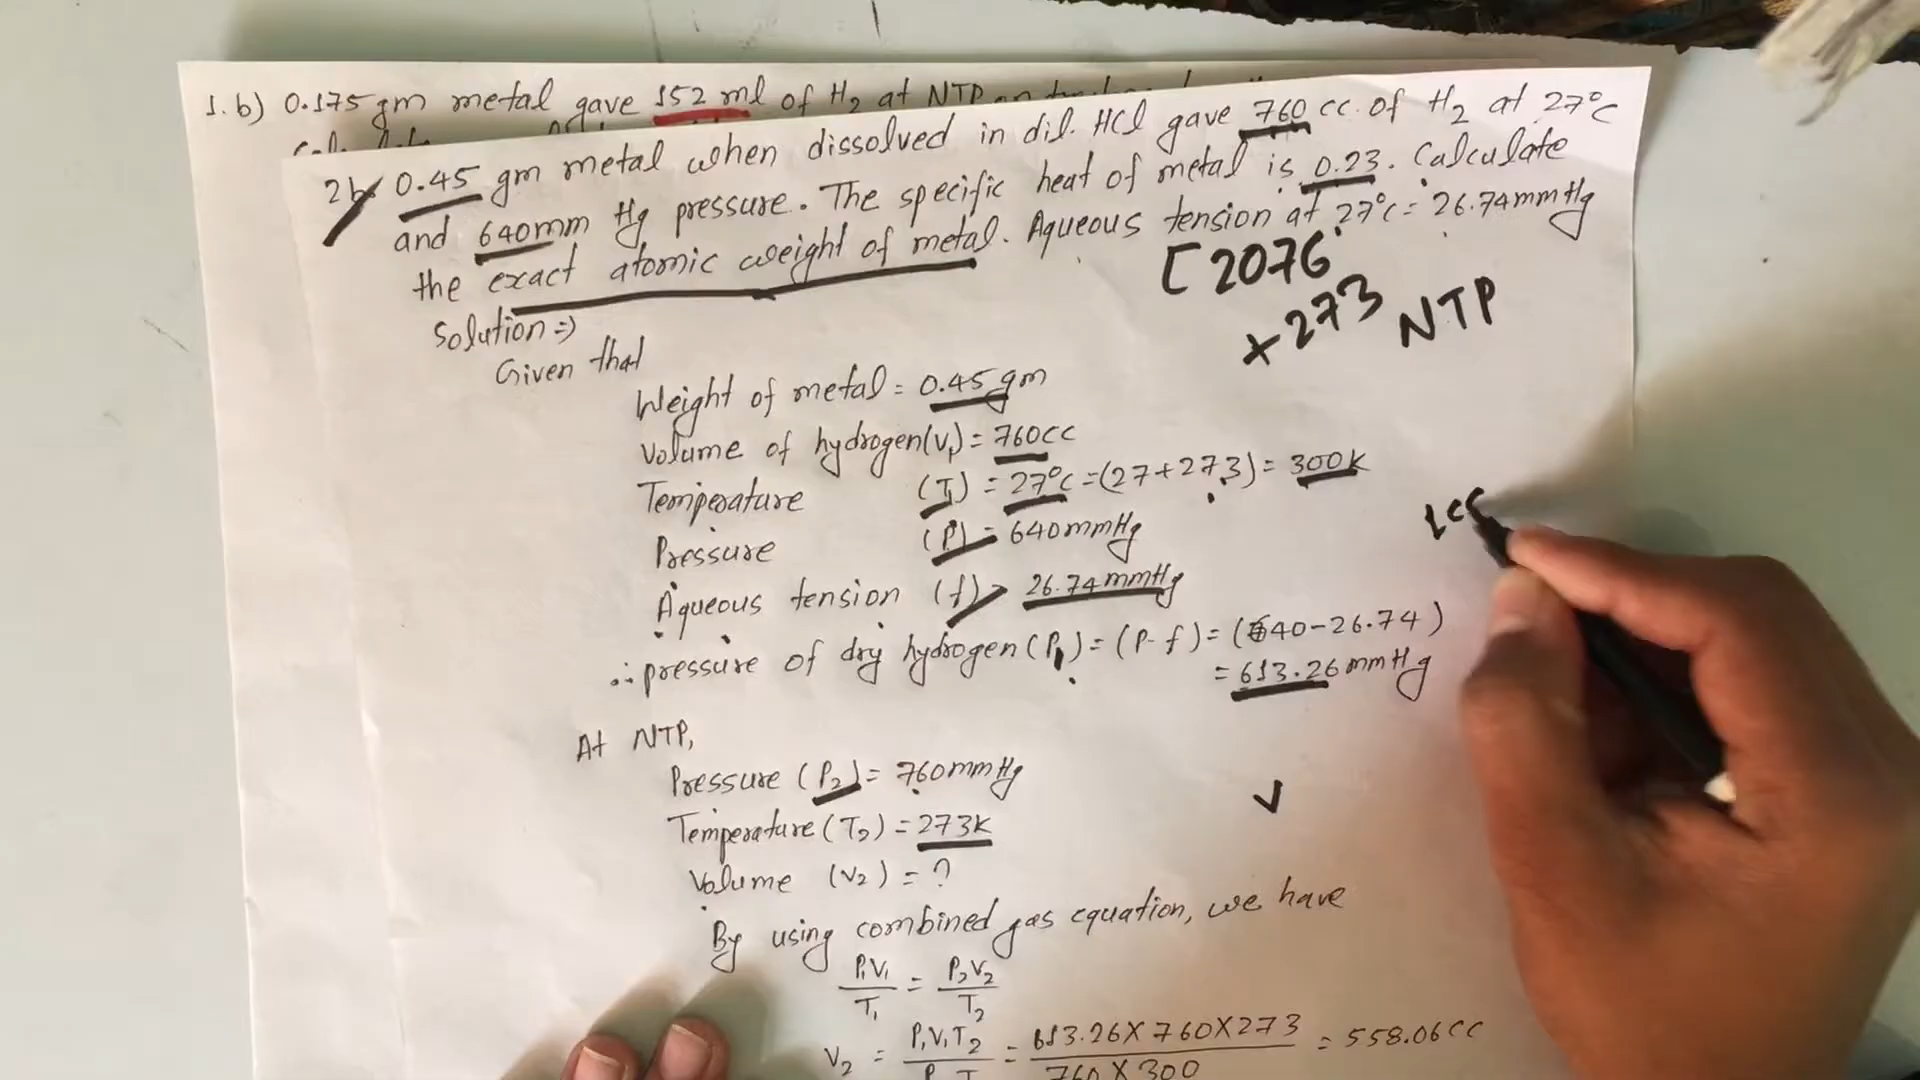 1.b) 0.175 gm metal gave 152 ml of H2 at NTP on
2b) 0.45 gm metal when dissolved in dil. HCl gave 760 cc. of H2 at 27°C
and 640mm Hg pressure. The specific heat of metal is 0.23. Calculate
the exact atomic weight of metal. Aqueous tension at 27°C = 26.74mmHg
[2076
×273 NTP
Solution ⇒
Given that
Weight of metal = 0.45 gm
Volume of hydrogen(V1) = 760cc
Temperature (T1) = 27°C = (27+273) = 300K
Pressure (P) = 640mmHg
Aqueous tension (f) = 26.74mmHg
∴ pressure of dry hydrogen (P1) = (P-f) = (640-26.74)
= 613.26 mmHg
At NTP,
Pressure (P2) = 760mmHg
Temperature (T2) = 273K
Volume (V2) = ?
By using combined gas equation, we have
P1V1/T1 = P2V2/T2
V2 = P1V1T2/ = 613.26 X 760 X 273/760 X 300 = 558.06CC